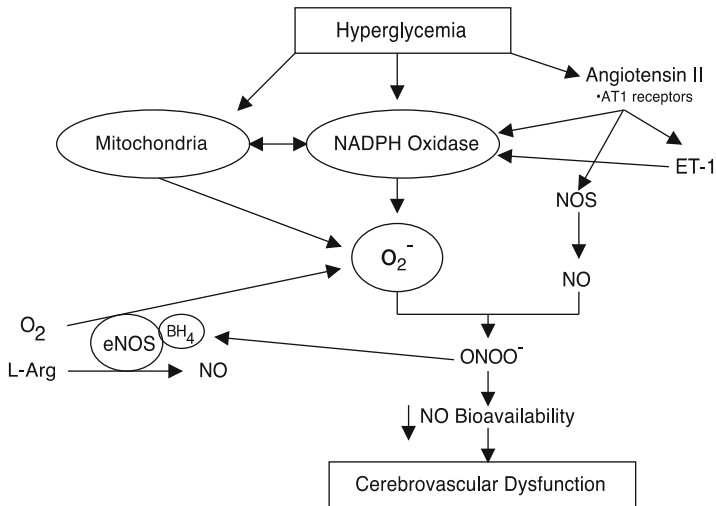 Hyperglycemia
Angiotensin II
•AT1 receptors
Mitochondria
NADPH Oxidase
ET-1
NOS
O₂⁻
NO
O₂
eNOS
BH₄
L-Arg
NO
ONOO⁻
NO Bioavailability
Cerebrovascular Dysfunction